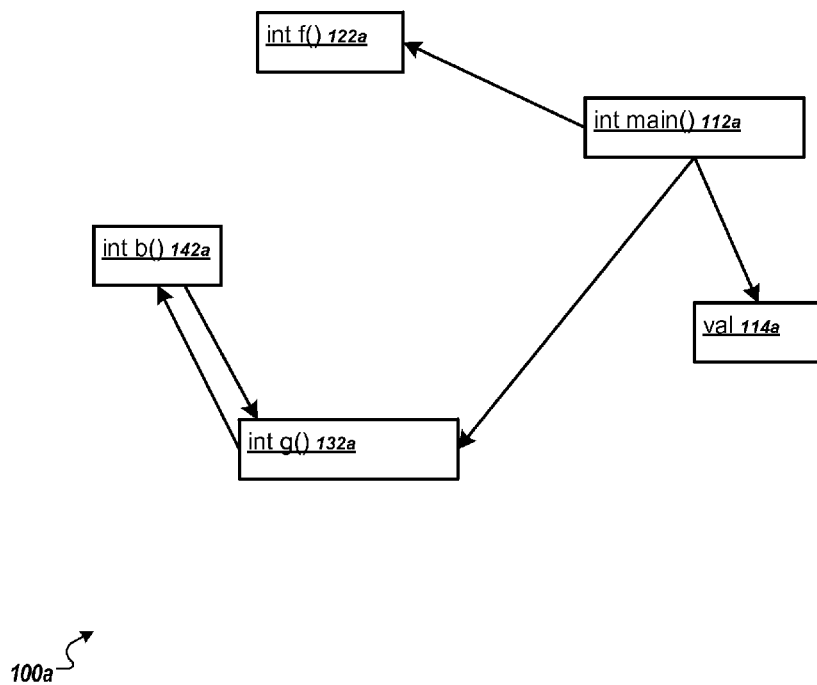 int f() 122a
int main() 112a
int b() 142a
val 114a
int g() 132a
100a